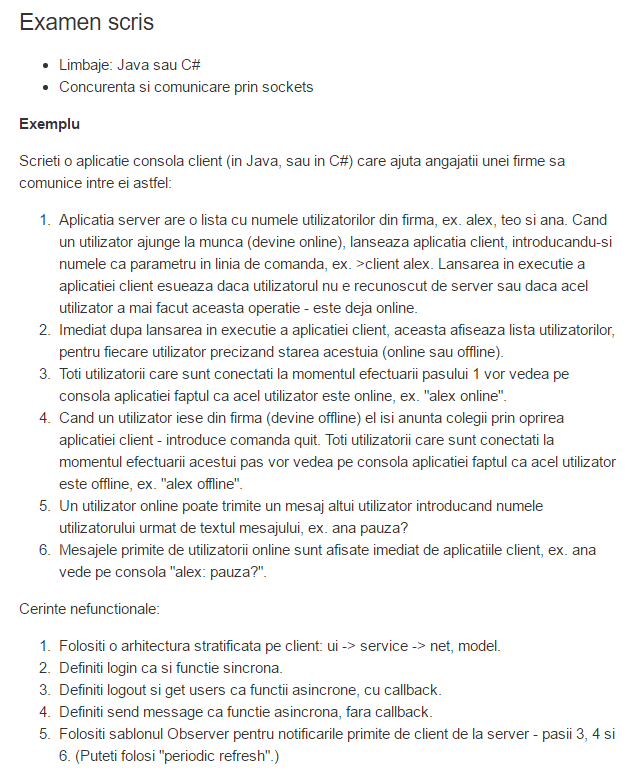 Examen scris
• Limbaje: Java sau C#
• Concurenta si comunicare prin sockets
Exemplu
Scrieti o aplicatie consola client (in Java, sau in C#) care ajuta angajatii unei firme sa
comunice intre ei astfel:
1. Aplicatia server are o lista cu numele utilizatorilor din firma, ex. alex, teo si ana. Cand
un utilizator ajunge la munca (devine online), lanseaza aplicatia client, introducandu-si
numele ca parametru in linia de comanda, ex. >client alex. Lansarea in executie a
aplicatiei client esueaza daca utilizatorul nu e recunoscut de server sau daca acel
utilizator a mai facut aceasta operatie - este deja online.
2. Imediat dupa lansarea in executie a aplicatiei client, aceasta afiseaza lista utilizatorilor,
pentru fiecare utilizator precizand starea acestuia (online sau offline).
3. Toti utilizatorii care sunt conectati la momentul efectuarii pasului 1 vor vedea pe
consola aplicatiei faptul ca acel utilizator este online, ex. "alex online".
4. Cand un utilizator iese din firma (devine offline) el isi anunta colegii prin oprirea
aplicatiei client - introduce comanda quit. Toti utilizatorii care sunt conectati la
momentul efectuarii acestui pas vor vedea pe consola aplicatiei faptul ca acel utilizator
este offline, ex. "alex offline".
5. Un utilizator online poate trimite un mesaj altui utilizator introducand numele
utilizatorului urmat de textul mesajului, ex. ana pauza?
6. Mesajele primite de utilizatorii online sunt afisate imediat de aplicatiile client, ex. ana
vede pe consola "alex: pauza?".
Cerinte nefunctionale:
1. Folositi o arhitectura stratificata pe client: ui -> service -> net, model.
2. Definiti login ca si functie sincrona.
3. Definiti logout si get users ca functii asincrone, cu callback.
4. Definiti send message ca functie asincrona, fara callback.
5. Folositi sablonul Observer pentru notificarile primite de client de la server - pasii 3, 4 si
6. (Puteti folosi "periodic refresh".)